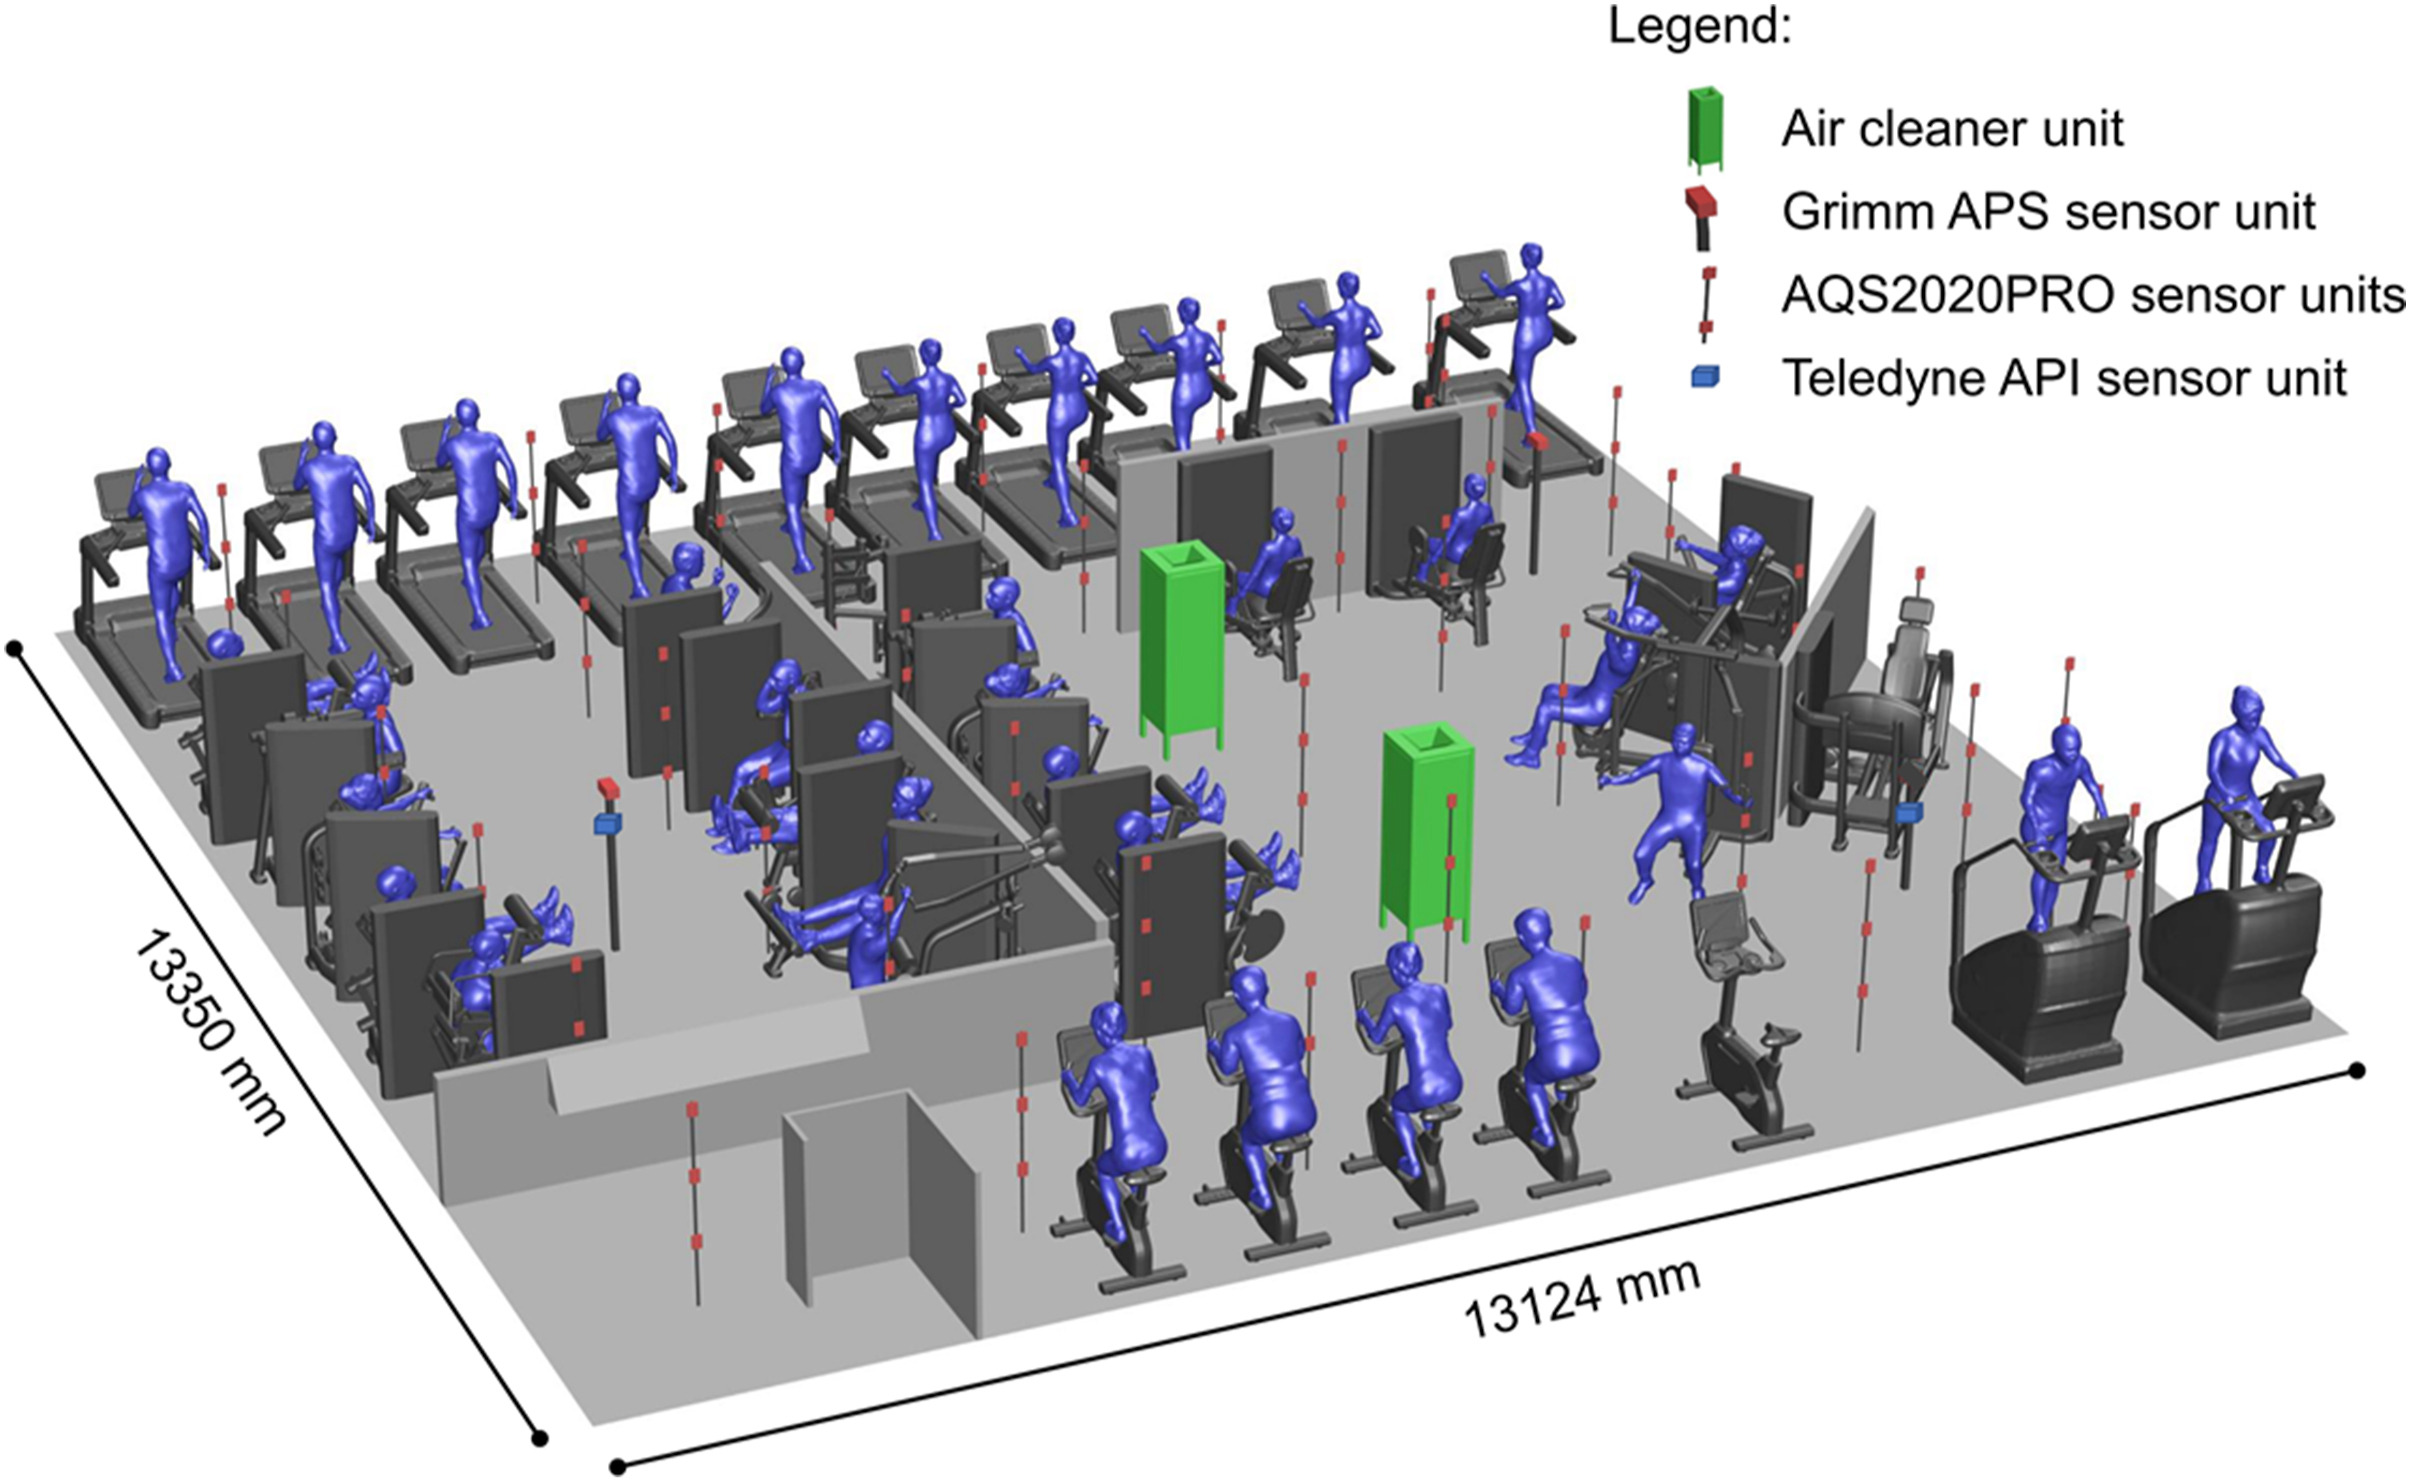 Legend:
Air cleaner unit
Grimm APS sensor unit
AQS2020PRO sensor units
Teledyne API sensor unit
13350 mm
13124 mm